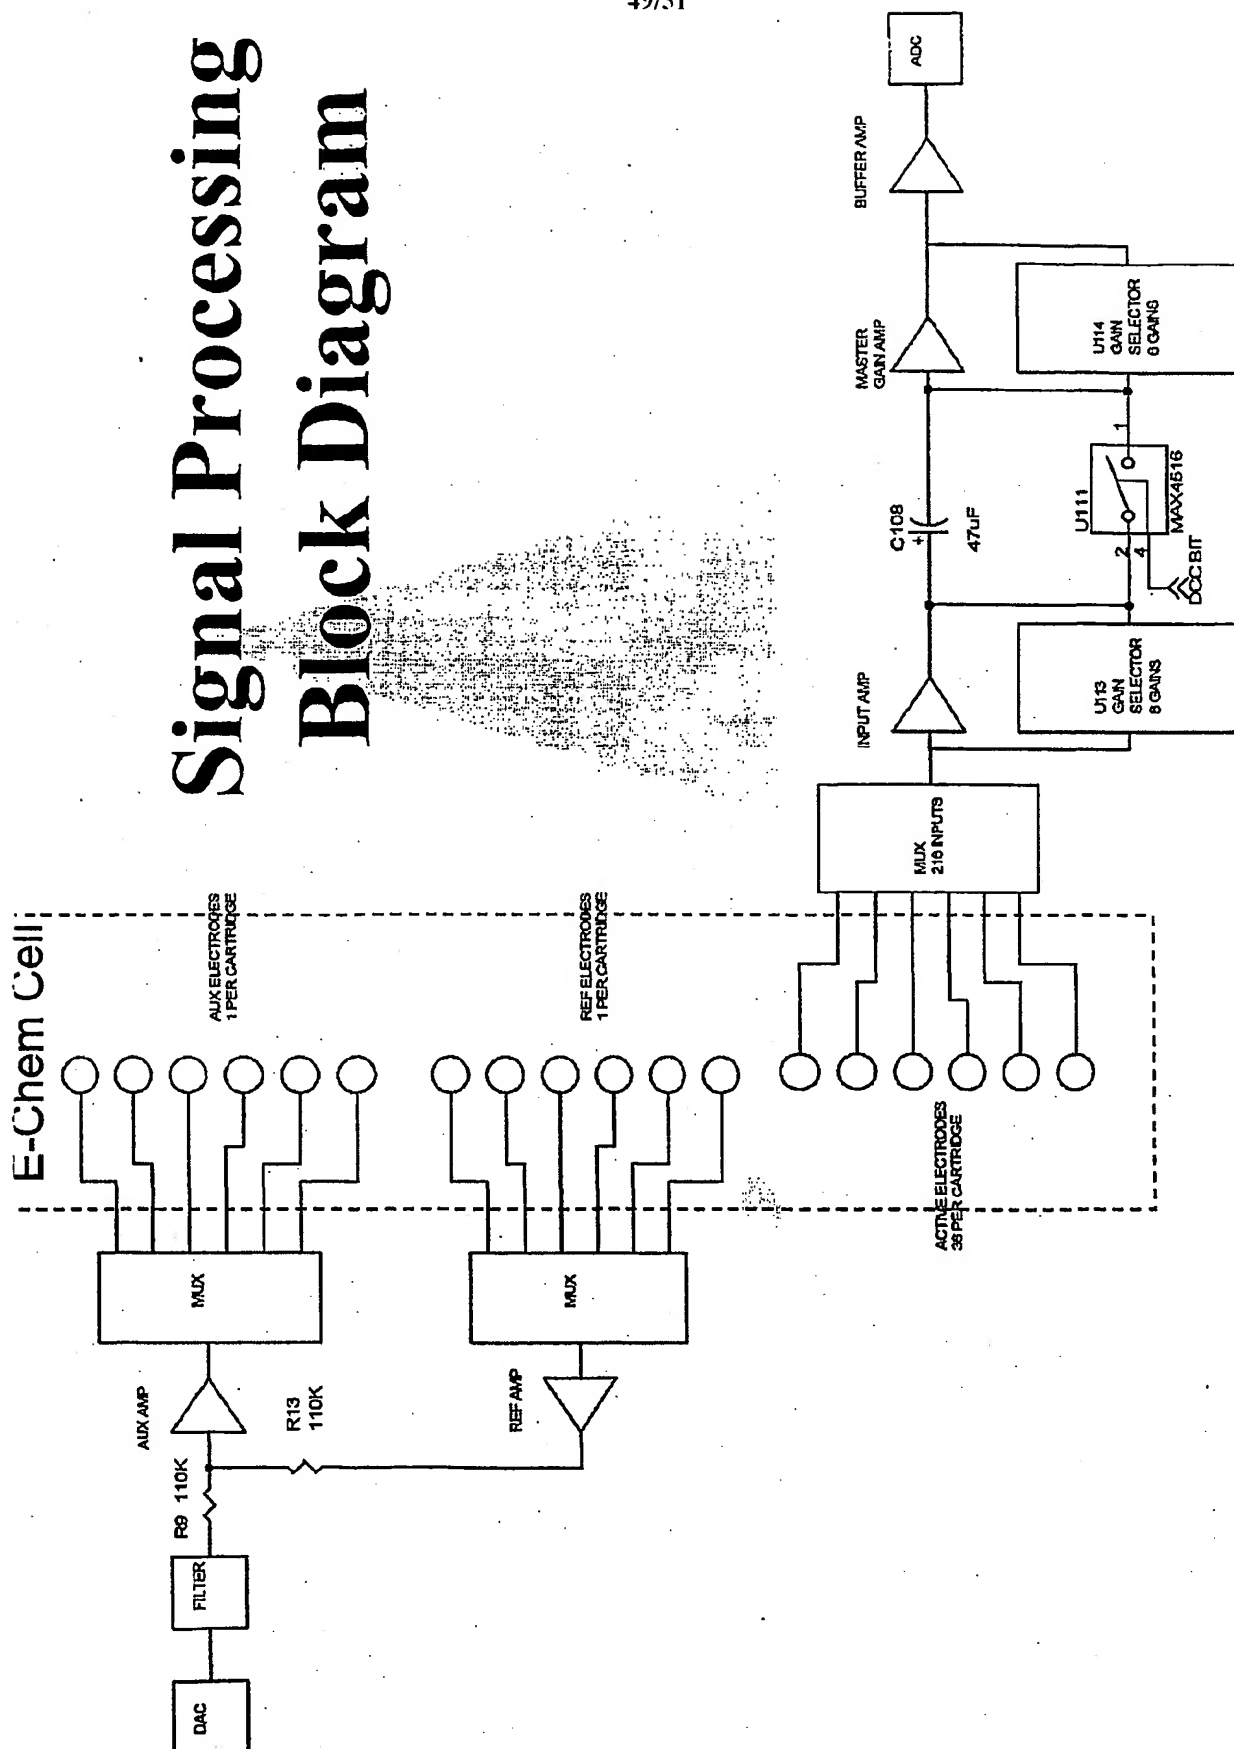 49/51
Signal Processing
Block Diagram
E-Chem Cell
DAC
FILTER
R9 110K
AUX AMP
R13
110K
MUX
AUX ELECTRODES
1 PER CARTRIDGE
REF AMP
MUX
REF ELECTRODES
1 PER CARTRIDGE
ACTIVE ELECTRODES
36 PER CARTRIDGE
MUX
216 INPUTS
INPUT AMP
U113
GAIN
SELECTOR
8 GAINS
C108
+
47uF
U111
2
4
1
MAX4516
DCC BIT
MASTER
GAIN AMP
U114
GAIN
SELECTOR
BUFFER AMP
ADC